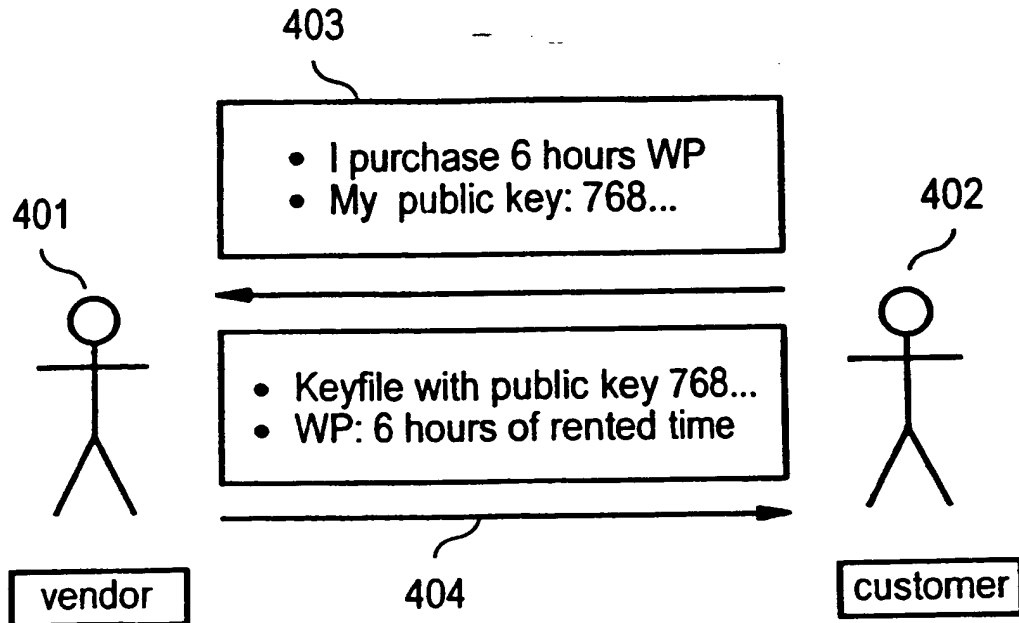 403
• I purchase 6 hours WP
• My public key: 768...
401
402
• Keyfile with public key 768...
• WP: 6 hours of rented time
404
vendor
customer